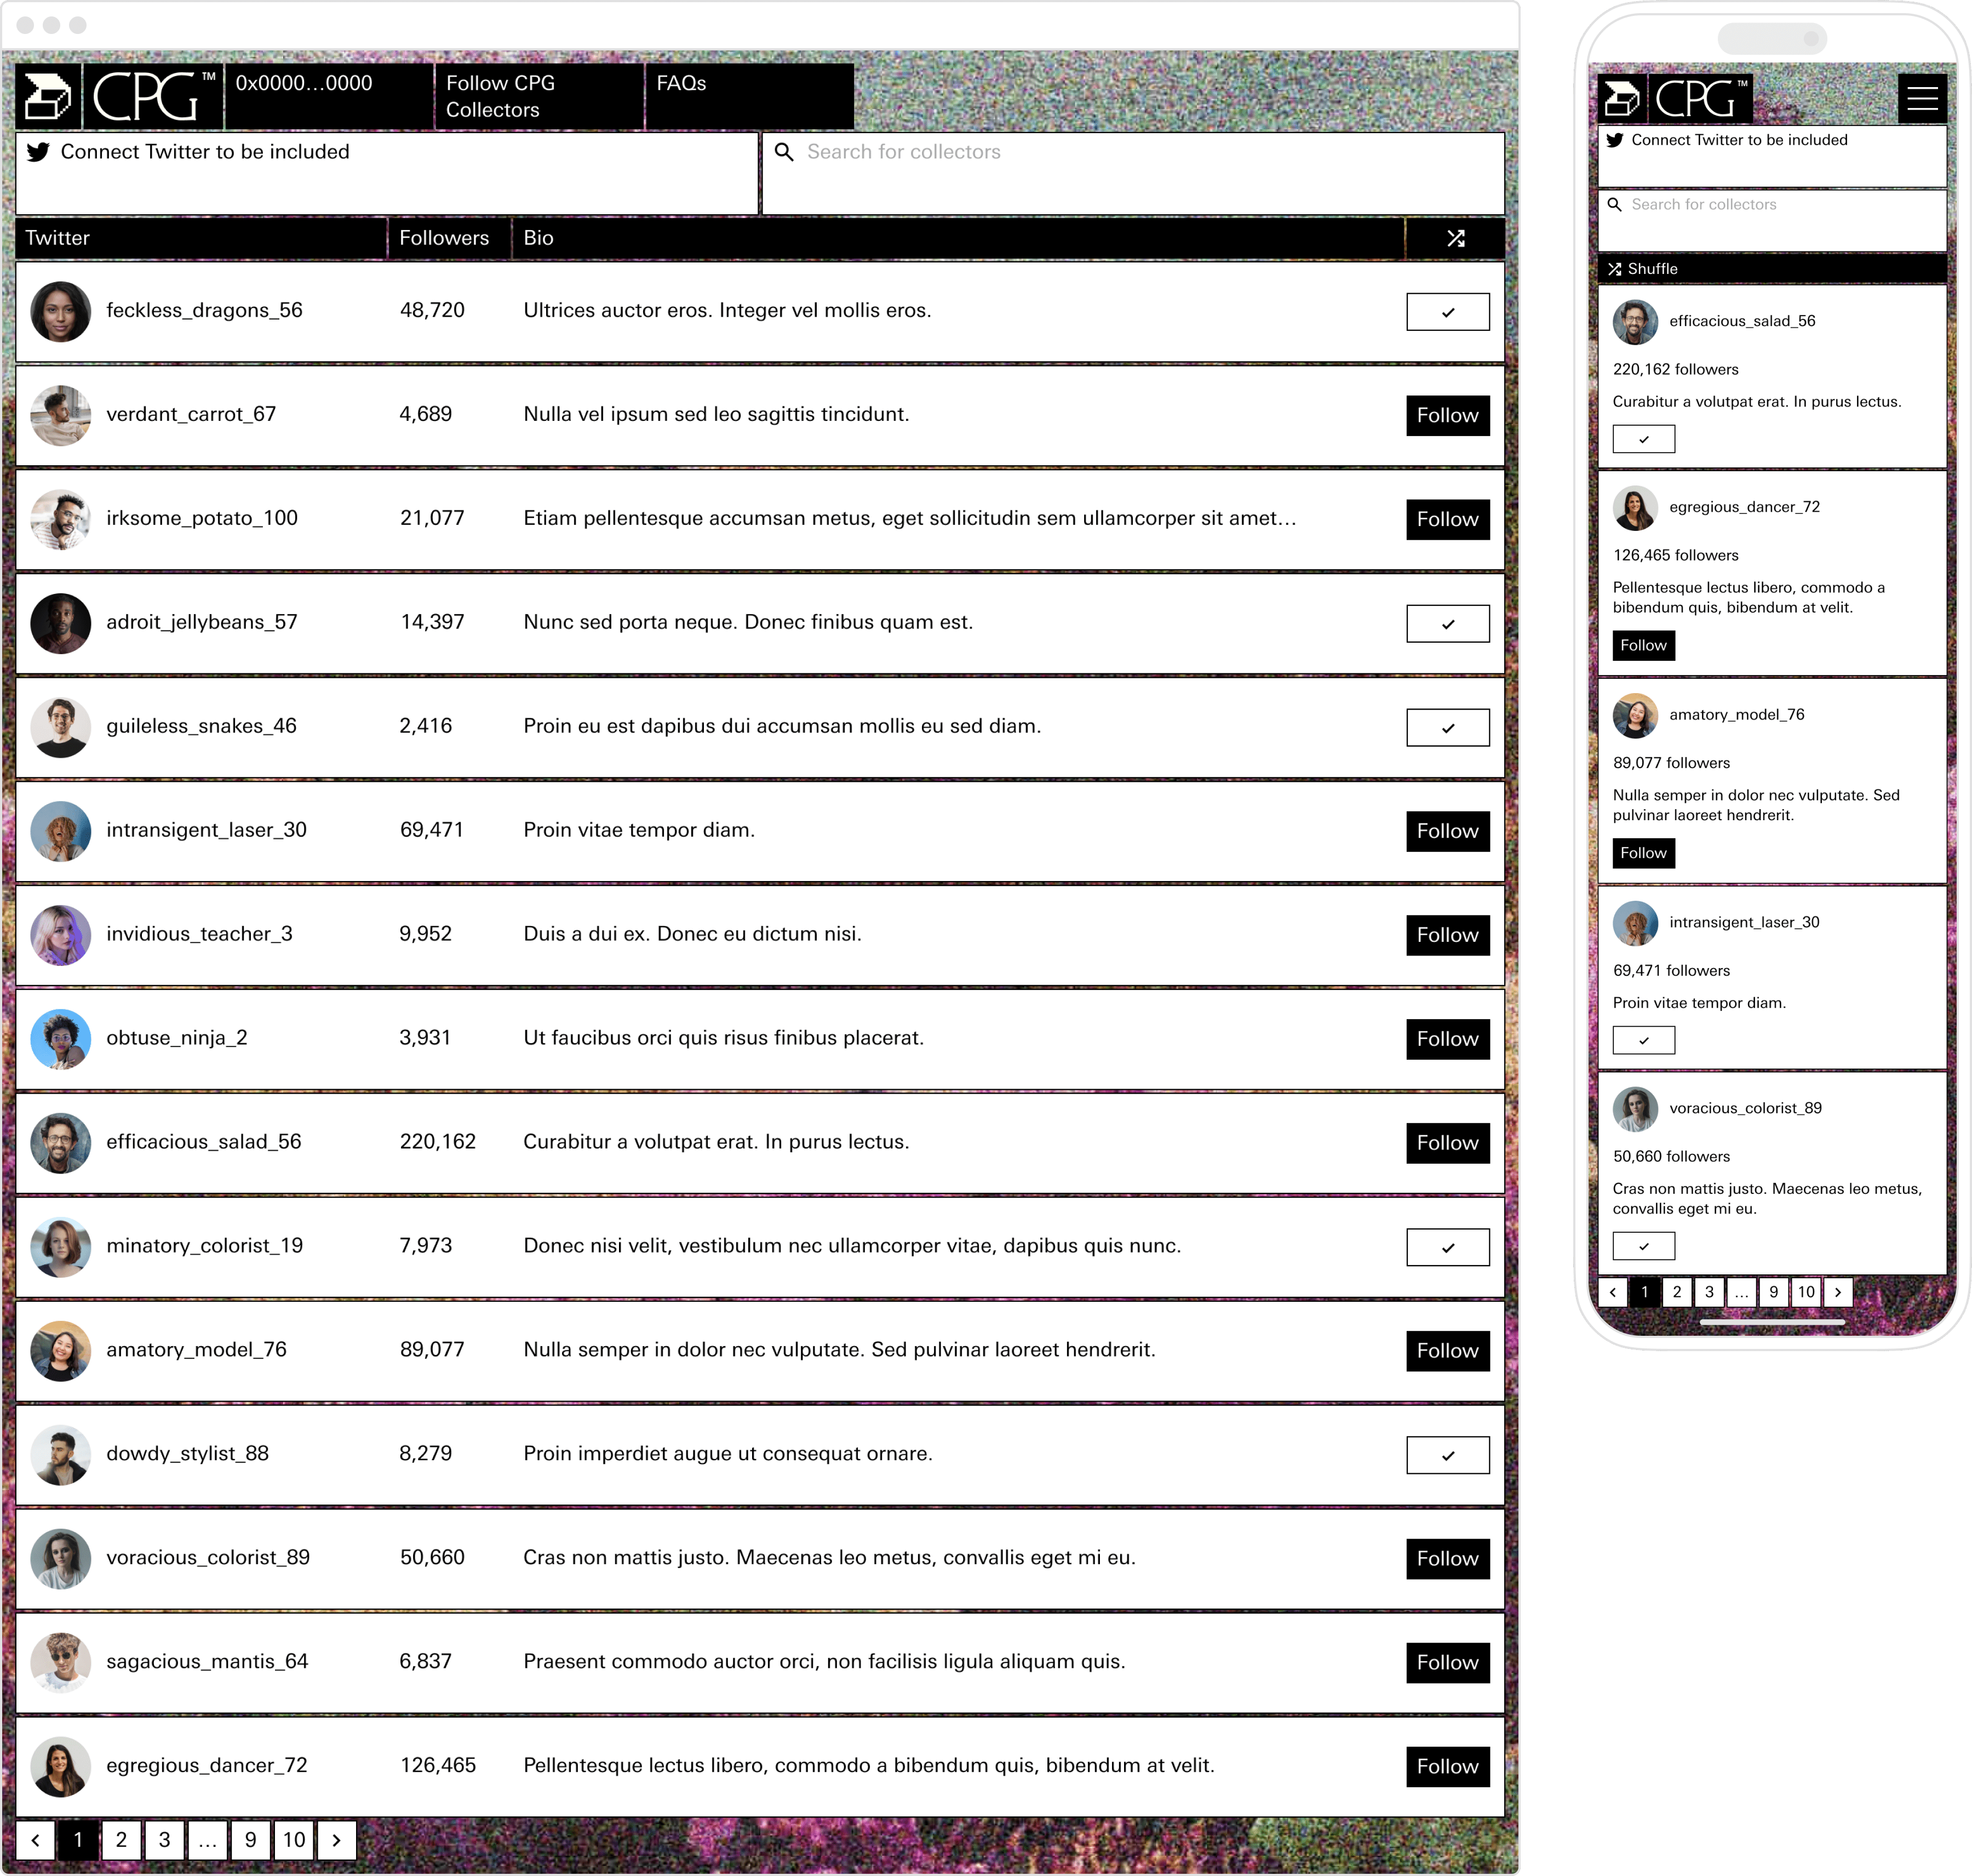 CPG™
0x0000…0000
Follow CPG
Collectors
FAQs
Connect Twitter to be included
Search for collectors
Twitter Followers Bio
feckless_dragons_56 48,720 Ultrices auctor eros. Integer vel mollis eros.
verdant_carrot_67 4,689 Nulla vel ipsum sed leo sagittis tincidunt. Follow
irksome_potato_100 21,077 Etiam pellentesque accumsan metus, eget sollicitudin sem ullamcorper sit amet… Follow
adroit_jellybeans_57 14,397 Nunc sed porta neque. Donec finibus quam est.
guileless_snakes_46 2,416 Proin eu est dapibus dui accumsan mollis eu sed diam.
intransigent_laser_30 69,471 Proin vitae tempor diam. Follow
invidious_teacher_3 9,952 Duis a dui ex. Donec eu dictum nisi. Follow
obtuse_ninja_2 3,931 Ut faucibus orci quis risus finibus placerat. Follow
efficacious_salad_56 220,162 Curabitur a volutpat erat. In purus lectus. Follow
minatory_colorist_19 7,973 Donec nisi velit, vestibulum nec ullamcorper vitae, dapibus quis nunc.
amatory_model_76 89,077 Nulla semper in dolor nec vulputate. Sed pulvinar laoreet hendrerit. Follow
dowdy_stylist_88 8,279 Proin imperdiet augue ut consequat ornare.
voracious_colorist_89 50,660 Cras non mattis justo. Maecenas leo metus, convallis eget mi eu. Follow
sagacious_mantis_64 6,837 Praesent commodo auctor orci, non facilisis ligula aliquam quis. Follow
egregious_dancer_72 126,465 Pellentesque lectus libero, commodo a bibendum quis, bibendum at velit. Follow
1 2 3 … 9 10
CPG™
Connect Twitter to be included
Search for collectors
Shuffle
efficacious_salad_56
220,162 followers
Curabitur a volutpat erat. In purus lectus.
egregious_dancer_72
126,465 followers
Pellentesque lectus libero, commodo a
bibendum quis, bibendum at velit.
Follow
amatory_model_76
89,077 followers
Nulla semper in dolor nec vulputate. Sed
pulvinar laoreet hendrerit.
Follow
intransigent_laser_30
69,471 followers
Proin vitae tempor diam.
voracious_colorist_89
50,660 followers
Cras non mattis justo. Maecenas leo metus,
convallis eget mi eu.
1 2 3 … 9 10